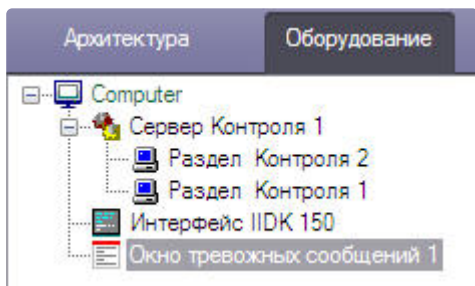 Архитектура Оборудование
Computer
Сервер Контроля 1
Раздел Контроля 2
Раздел Контроля 1
Интерфейс IIDK 150
Окно тревожных сообщений 1